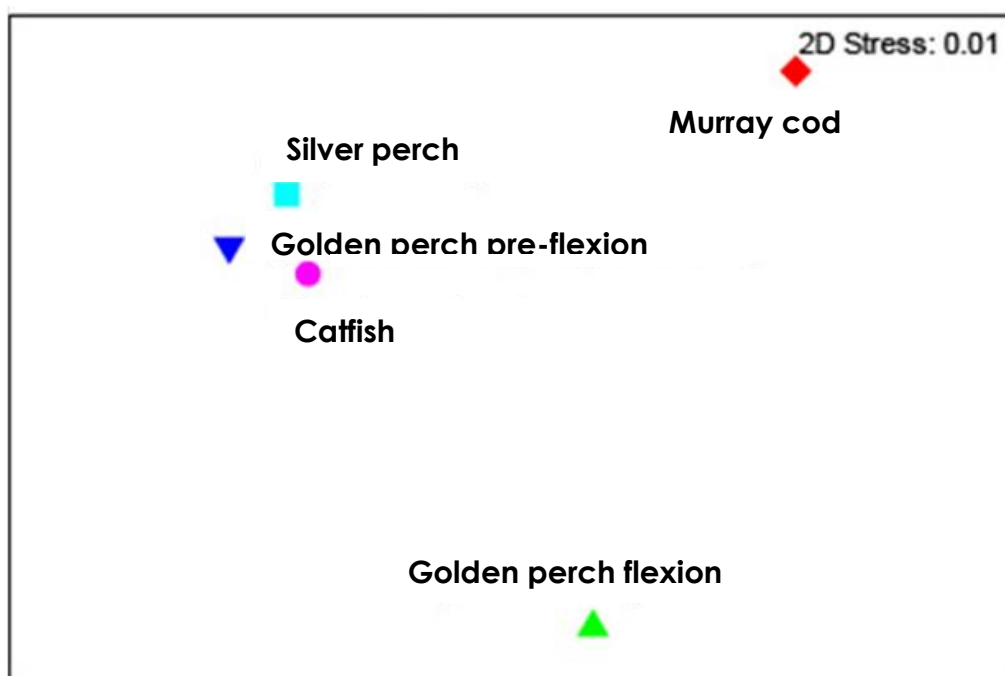 2D Stress: 0.01
Murray cod
Silver perch
Golden perch pre-flexion
Catfish
Golden perch flexion